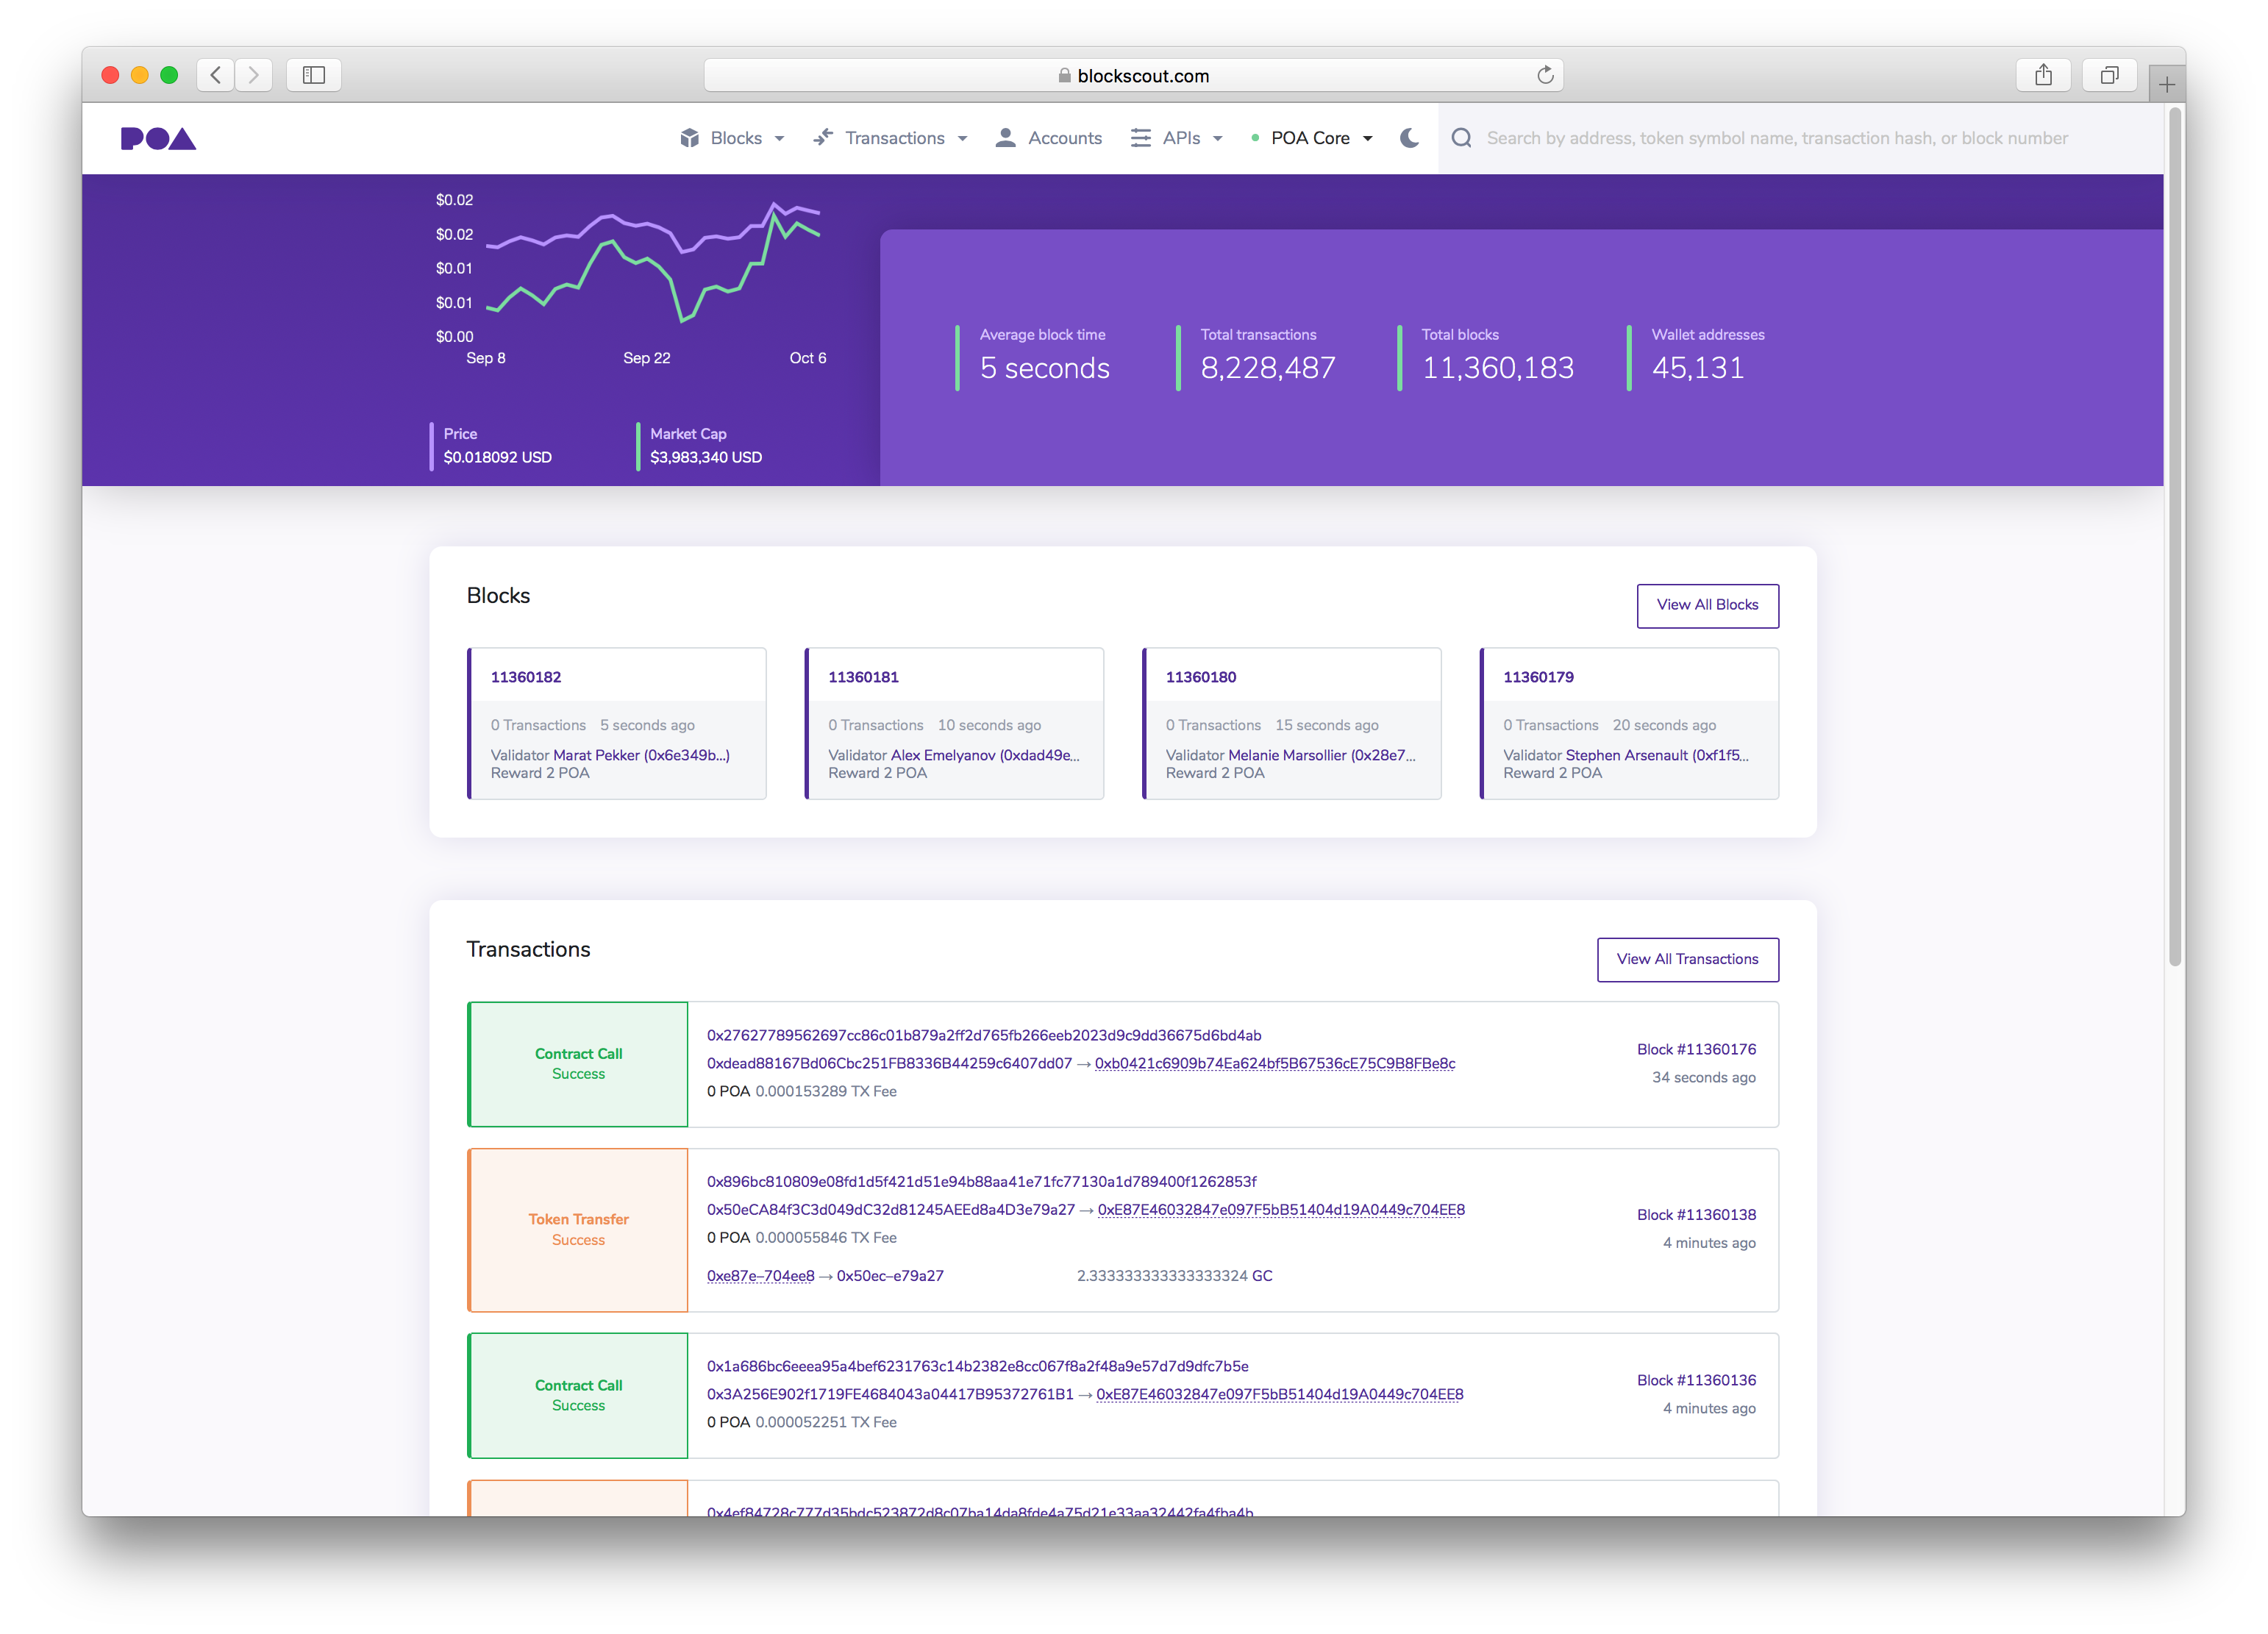 blockscout.com
POA
Blocks
Transactions
Accounts
APIs
POA Core
Search by address, token symbol name, transaction hash, or block number
$0.02
$0.02
$0.01
$0.01
$0.00
Sep 8 Sep 22 Oct 6
Price
$0.018092 USD
Market Cap
$3,983,340 USD
Average block time
5 seconds
Total transactions
8,228,487
Total blocks
11,360,183
Wallet addresses
45,131
Blocks
View All Blocks
11360182
0 Transactions 5 seconds ago
Validator Marat Pekker (0x6e349b...)
Reward 2 POA
11360181
0 Transactions 10 seconds ago
Validator Alex Emelyanov (0xdad49e...
Reward 2 POA
11360180
0 Transactions 15 seconds ago
Validator Melanie Marsollier (0x28e7...
Reward 2 POA
11360179
0 Transactions 20 seconds ago
Validator Stephen Arsenault (0xf1f5...
Reward 2 POA
Transactions
View All Transactions
Contract Call
Success
0x27627789562697cc86c01b879a2ff2d765fb266eeb2023d9c9dd36675d6bd4ab
0xdead88167Bd06Cbc251FB8336B44259c6407dd07 → 0xb0421c6909b74Ea624bf5B67536cE75C9B8FBe8c
0 POA 0.000153289 TX Fee
Block #11360176
34 seconds ago
Token Transfer
Success
0x896bc810809e08fd1d5f421d51e94b88aa41e71fc77130a1d789400f1262853f
0x50eCA84f3C3d049dC32d81245AEEd8a4D3e79a27 → 0xE87E46032847e097F5bB51404d19A0449c704EE8
0 POA 0.000055846 TX Fee
0xe87e–704ee8 → 0x50ec–e79a27 2.333333333333333324 GC
Block #11360138
4 minutes ago
Contract Call
Success
0x1a686bc6eeea95a4bef6231763c14b2382e8cc067f8a2f48a9e57d7d9dfc7b5e
0x3A256E902f1719FE4684043a04417B95372761B1 → 0xE87E46032847e097F5bB51404d19A0449c704EE8
0 POA 0.000052251 TX Fee
Block #11360136
4 minutes ago
0x4ef84728c777d35bdc523872d8c07ba14da8fde4a75d21e33aa32442fa4fba4b